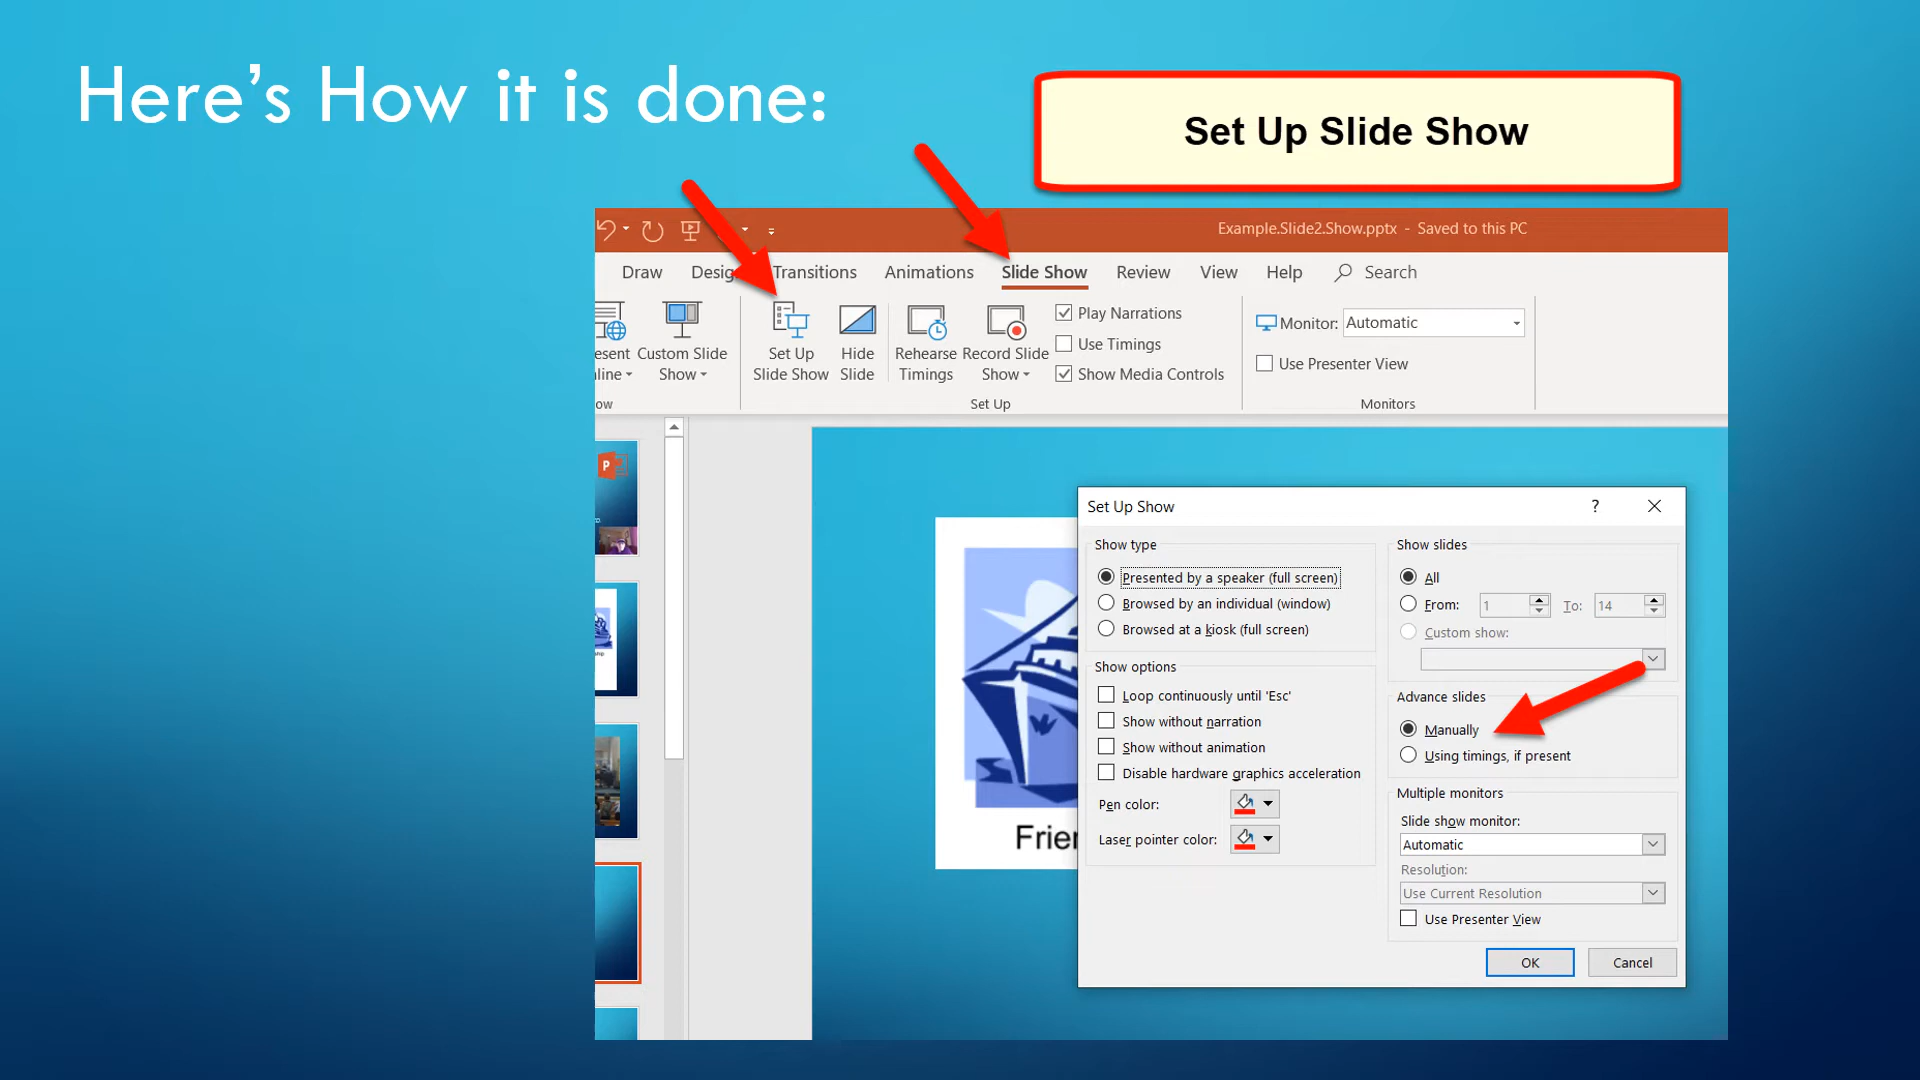 Here's How it is done:
Set Up Slide Show
Example.Slide2.Show.pptx - Saved to this PC
Draw Transitions Animations Slide Show Review View Help Search
Custom Slide Show
Set Up Slide Show
Hide Slide
Rehearse Timings
Record Slide Show
Play Narrations
Use Timings
Show Media Controls
Set Up
Monitor: Automatic
Use Presenter View
Monitors
Set Up Show ?
Show type
Presented by a speaker (full screen)
Browsed by an individual (window)
Browsed at a kiosk (full screen)
Show options
Loop continuously until 'Esc'
Show without narration
Show without animation
Disable hardware graphics acceleration
Pen color:
Laser pointer color:
Show slides
All
From: 1 To: 14
Custom show:
Advance slides
Manually
Using timings, if present
Multiple monitors
Slide show monitor:
Automatic
Resolution:
Use Current Resolution
Use Presenter View
OK Cancel